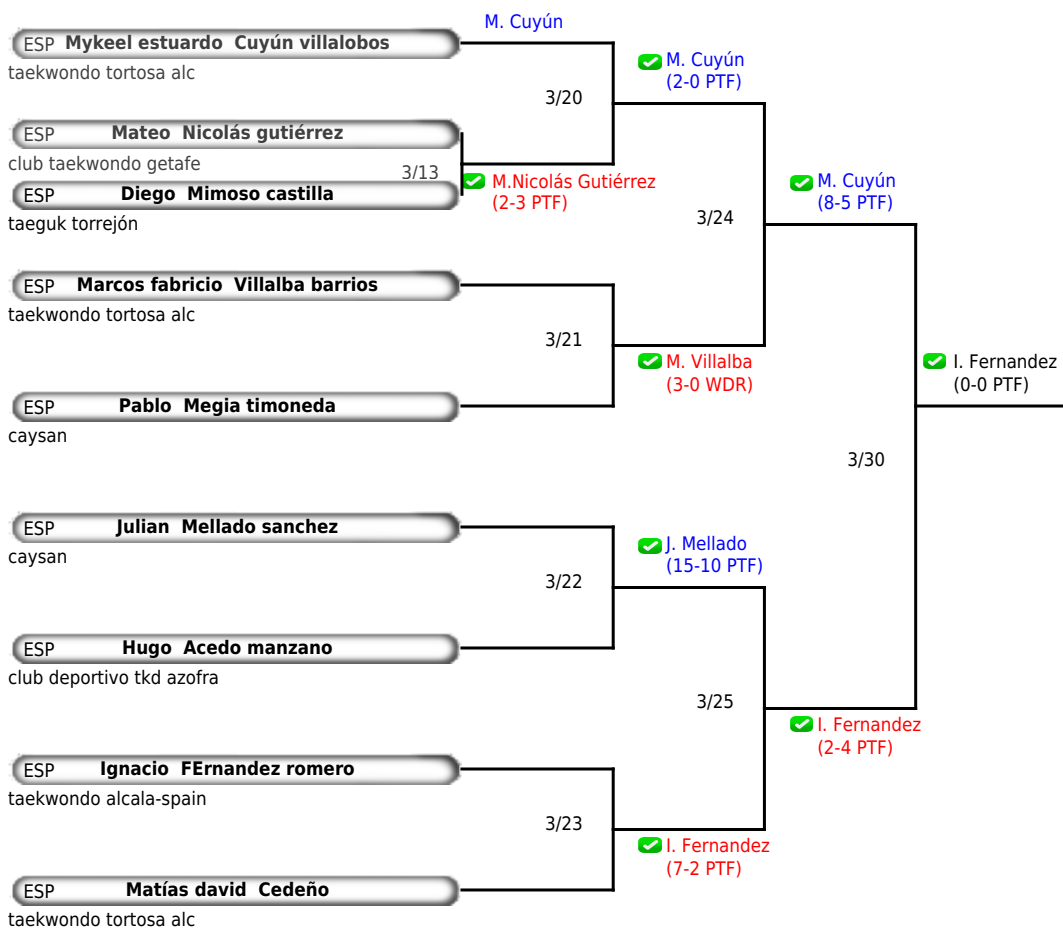 M. Cuyún
ESP Mykeel estuardo Cuyún villalobos
taekwondo tortosa alc
M. Cuyún
(2-0 PTF)
3/20
ESP Mateo Nicolás gutiérrez
club taekwondo getafe
3/13
M.Nicolás Gutiérrez
(2-3 PTF)
ESP Diego Mimoso castilla
taeguk torrejón
M. Cuyún
(8-5 PTF)
3/24
ESP Marcos fabricio Villalba barrios
taekwondo tortosa alc
3/21
M. Villalba
(3-0 WDR)
I. Fernandez
(0-0 PTF)
ESP Pablo Megia timoneda
caysan
3/30
ESP Julian Mellado sanchez
caysan
J. Mellado
(15-10 PTF)
3/22
ESP Hugo Acedo manzano
club deportivo tkd azofra
3/25
I. Fernandez
(2-4 PTF)
ESP Ignacio FErnandez romero
taekwondo alcala-spain
3/23
I. Fernandez
(7-2 PTF)
ESP Matías david Cedeño
taekwondo tortosa alc